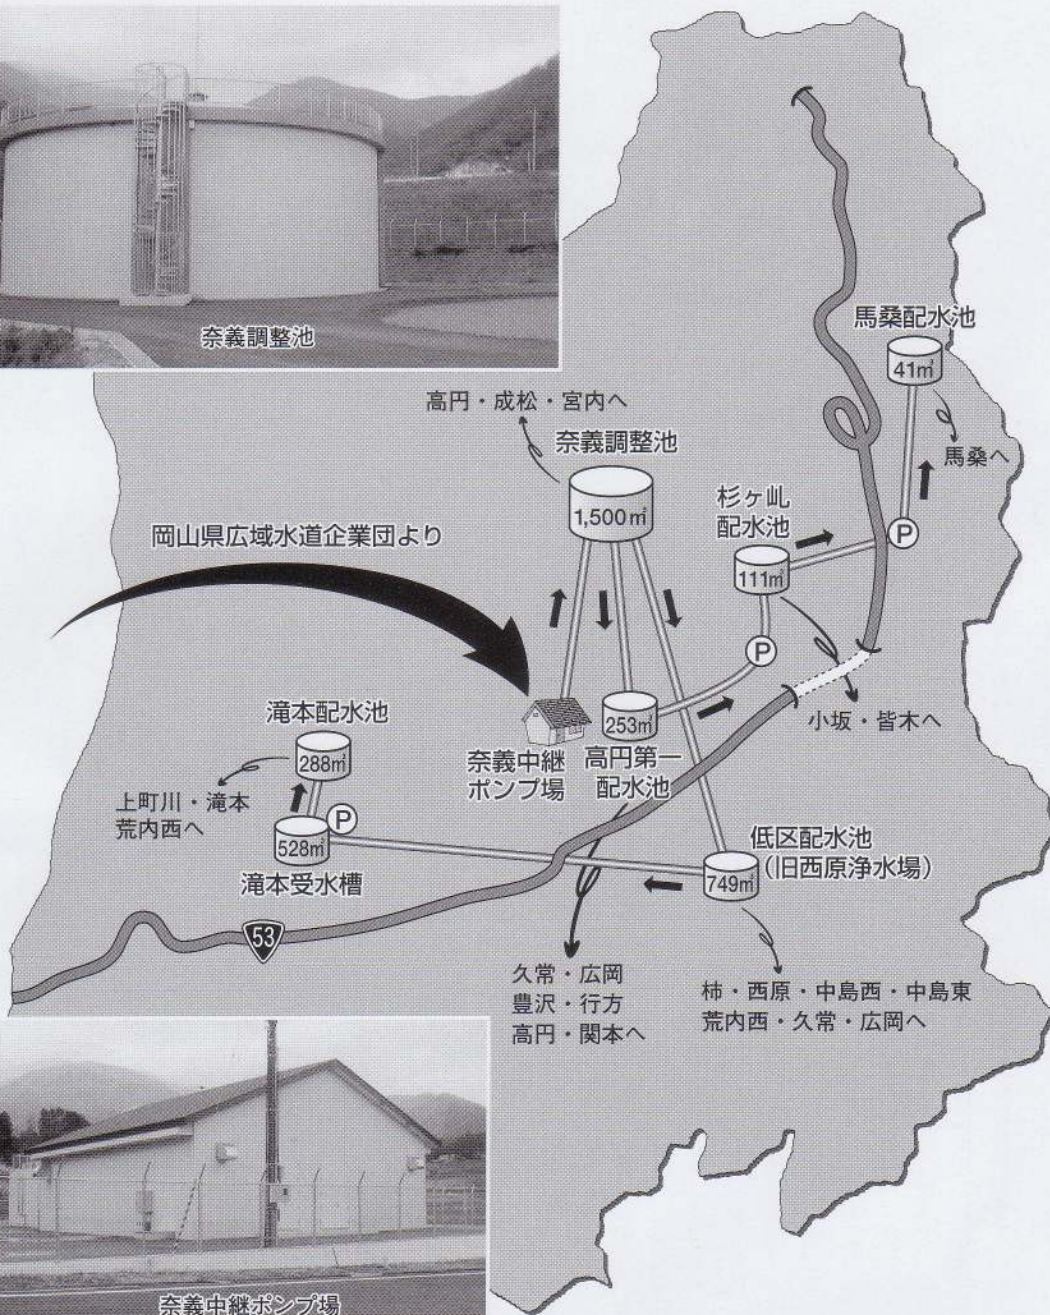 奈義調整池
馬桑配水池
41㎥
馬桑へ
高円・成松・宮内へ
奈義調整池
1,500㎥
杉ヶ乢
配水池
111㎥
P
P
小坂・皆木へ
岡山県広域水道企業団より
奈義中継
ポンプ場
253㎥
高円第一
配水池
滝本配水池
288㎥
上町川・滝本
荒内西へ
P
528㎥
滝本受水槽
低区配水池
(旧西原浄水場)
749㎥
53
久常・広岡
豊沢・行方
高円・関本へ
柿・西原・中島西・中島東
荒内西・久常・広岡へ
奈義中継ポンプ場